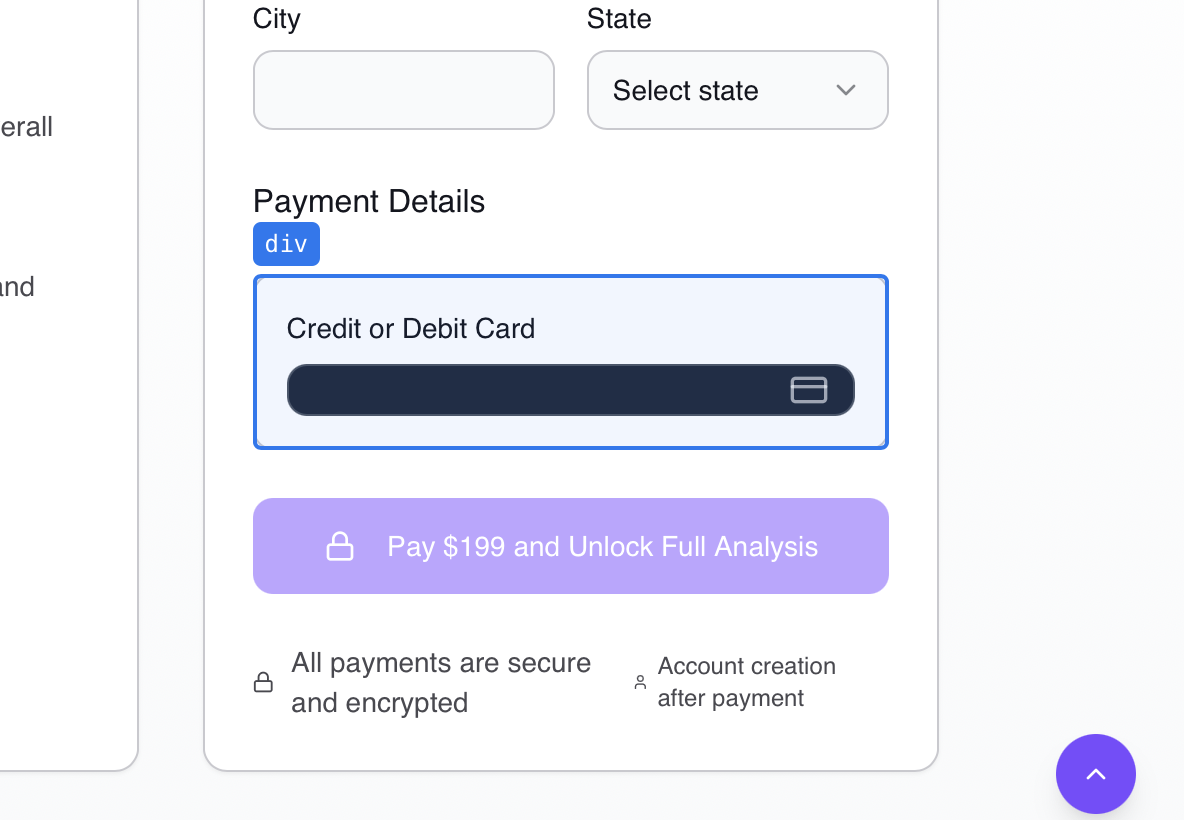 City
State
Select state
erall
Payment Details
div
and
Credit or Debit Card
Pay $199 and Unlock Full Analysis
All payments are secure
and encrypted
Account creation
after payment